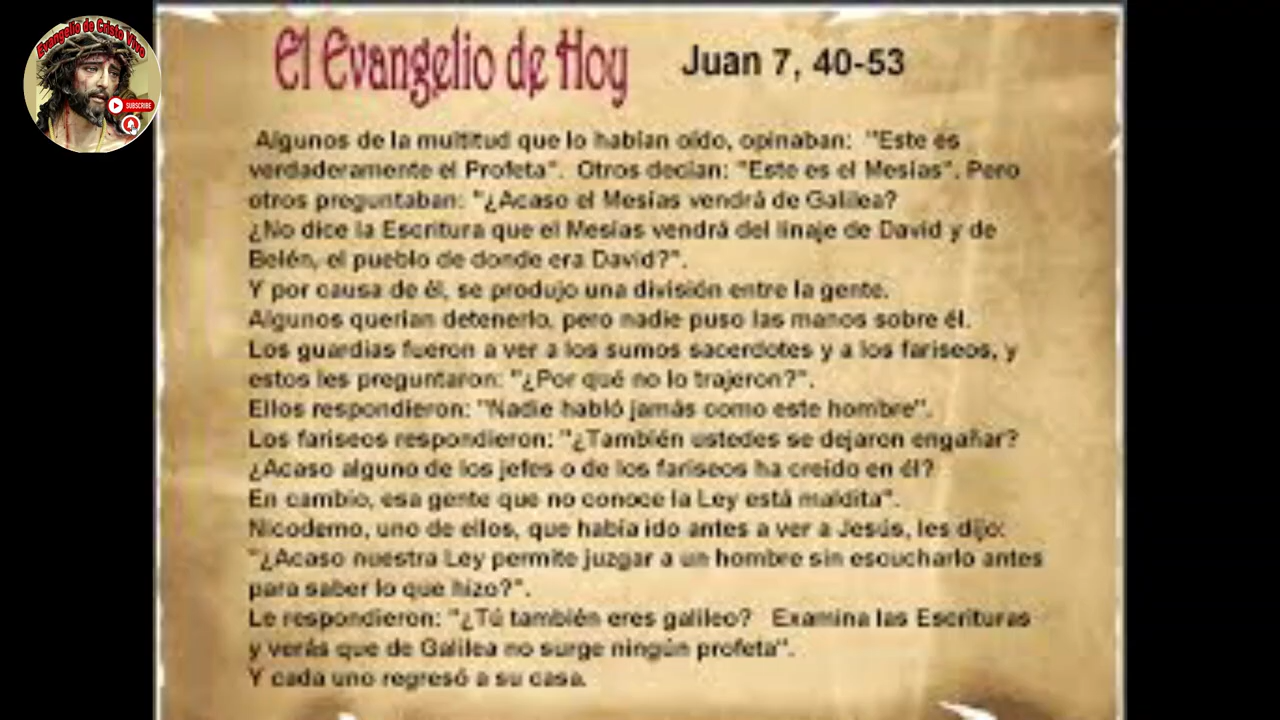 Evangelio de Cristo Vivo
SUBSCRIBE
El Evangelio de Hoy Juan 7, 40-53
Algunos de la multitud que lo habían oído, opinaban: "Este es
verdaderamente el Profeta". Otros decían: "Este es el Mesías". Pero
otros preguntaban: "¿Acaso el Mesías vendrá de Galilea?
¿No dice la Escritura que el Mesías vendrá del linaje de David y de
Belén, el pueblo de donde era David?".
Y por causa de él, se produjo una división entre la gente.
Algunos querían detenerlo, pero nadie puso las manos sobre él.
Los guardias fueron a ver a los sumos sacerdotes y a los fariseos, y
estos les preguntaron: "¿Por qué no lo trajeron?".
Ellos respondieron: "Nadie habló jamás como este hombre".
Los fariseos respondieron: "¿También ustedes se dejaron engañar?
¿Acaso alguno de los jefes o de los fariseos ha creído en él?
En cambio, esa gente que no conoce la Ley está maldita".
Nicodemo, uno de ellos, que había ido antes a ver a Jesús, les dijo:
"¿Acaso nuestra Ley permite juzgar a un hombre sin escucharlo antes
para saber lo que hizo?".
Le respondieron: "¿Tú también eres galileo? Examina las Escrituras
y verás que de Galilea no surge ningún profeta".
Y cada uno regresó a su casa.